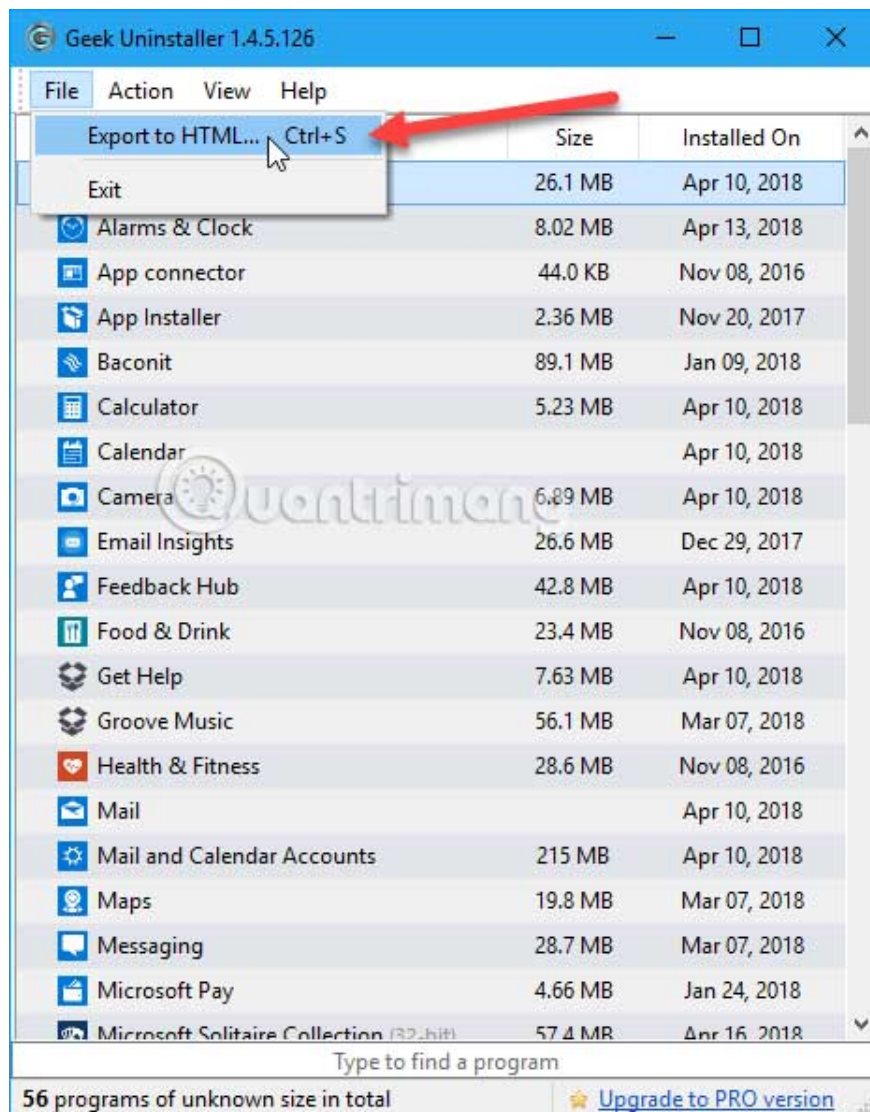 Geek Uninstaller 1.4.5.126
File Action View Help
Export to HTML... Ctrl+S
Exit
Size Installed On
26.1 MB Apr 10, 2018
Alarms & Clock 8.02 MB Apr 13, 2018
App connector 44.0 KB Nov 08, 2016
App Installer 2.36 MB Nov 20, 2017
Baconit 89.1 MB Jan 09, 2018
Calculator 5.23 MB Apr 10, 2018
Calendar Apr 10, 2018
Camera 6.89 MB Apr 10, 2018
Quantrimang
Email Insights 26.6 MB Dec 29, 2017
Feedback Hub 42.8 MB Apr 10, 2018
Food & Drink 23.4 MB Nov 08, 2016
Get Help 7.63 MB Apr 10, 2018
Groove Music 56.1 MB Mar 07, 2018
Health & Fitness 28.6 MB Nov 08, 2016
Mail Apr 10, 2018
Mail and Calendar Accounts 215 MB Apr 10, 2018
Maps 19.8 MB Mar 07, 2018
Messaging 28.7 MB Mar 07, 2018
Microsoft Pay 4.66 MB Jan 24, 2018
Microsoft Solitaire Collection (32-bit) 57.4 MB Apr 16, 2018
Type to find a program
56 programs of unknown size in total Upgrade to PRO version